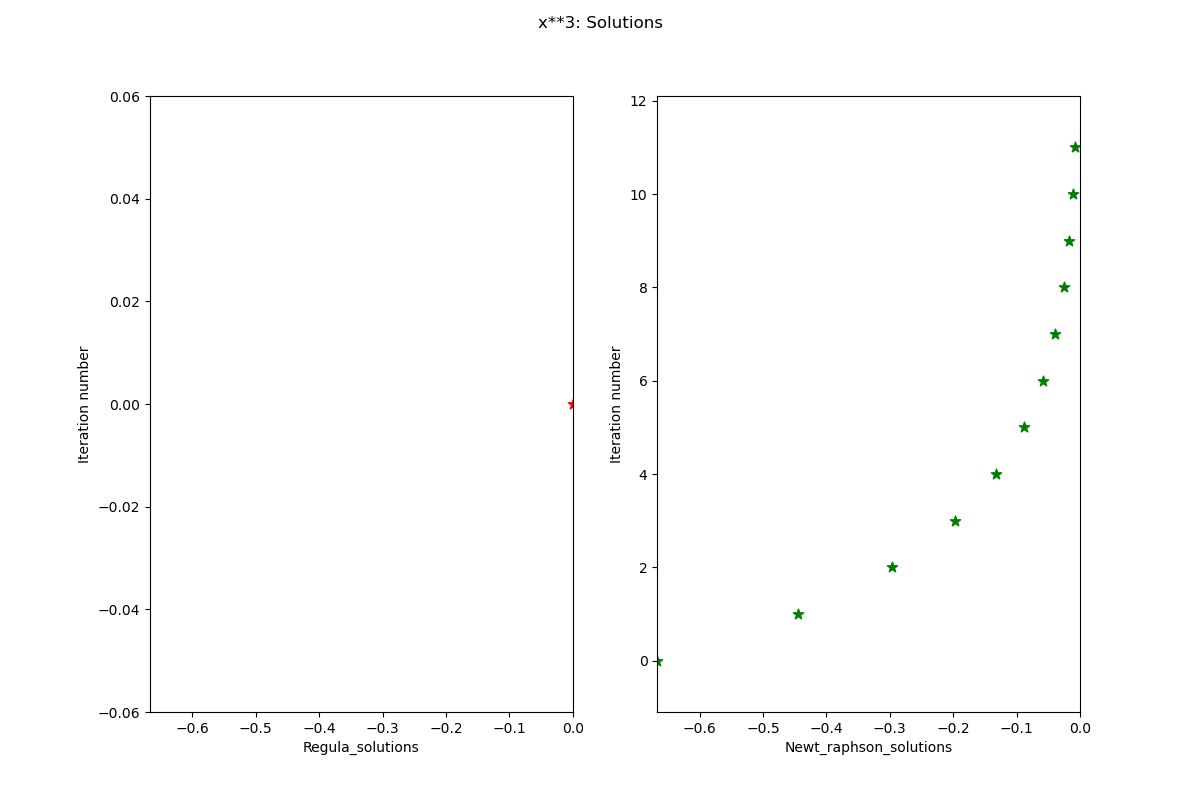 x**3: Solutions
0.06
0.04
0.02
0.00
−0.02
−0.04
−0.06
Iteration number
−0.6 −0.5 −0.4 −0.3 −0.2 −0.1 0.0
Regula_solutions
12
10
8
6
4
2
0
Iteration number
−0.6 −0.5 −0.4 −0.3 −0.2 −0.1 0.0
Newt_raphson_solutions